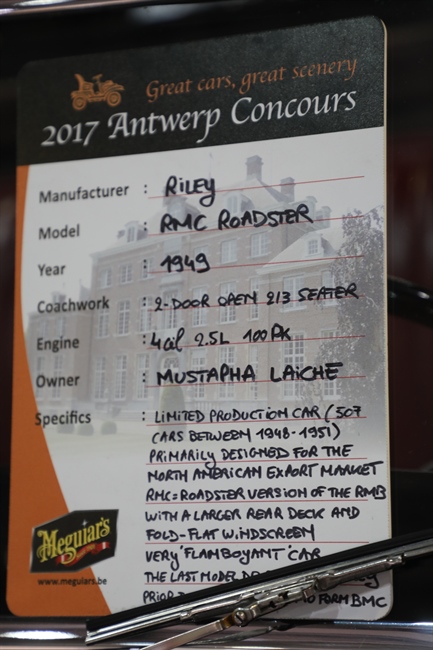 Great cars, great scenery
2017 Antwerp Concours
Manufacturer : RILEY
Model : RMC ROADSTER
Year : 1949
Coachwork : 2-DOOR OPEN 2/3 SEATER
Engine : 4 cil 2.5L 100PK
Owner : MUSTAPHA LAICHE
Specifics : LIMITED PRODUCTION CAR (507
CARS BETWEEN 1948-1951)
PRIMARILY DESIGNED FOR THE
NORTH AMERICAN EXPORT MARKET
RMC=ROADSTER VERSION OF THE RMB
WITH A LARGER REAR DECK AND
FOLD-FLAT WINDSCREEN
VERY 'FLAMBOYANT' CAR
THE LAST MODEL
FORM BMC
Meguiar's
www.meguiars.be